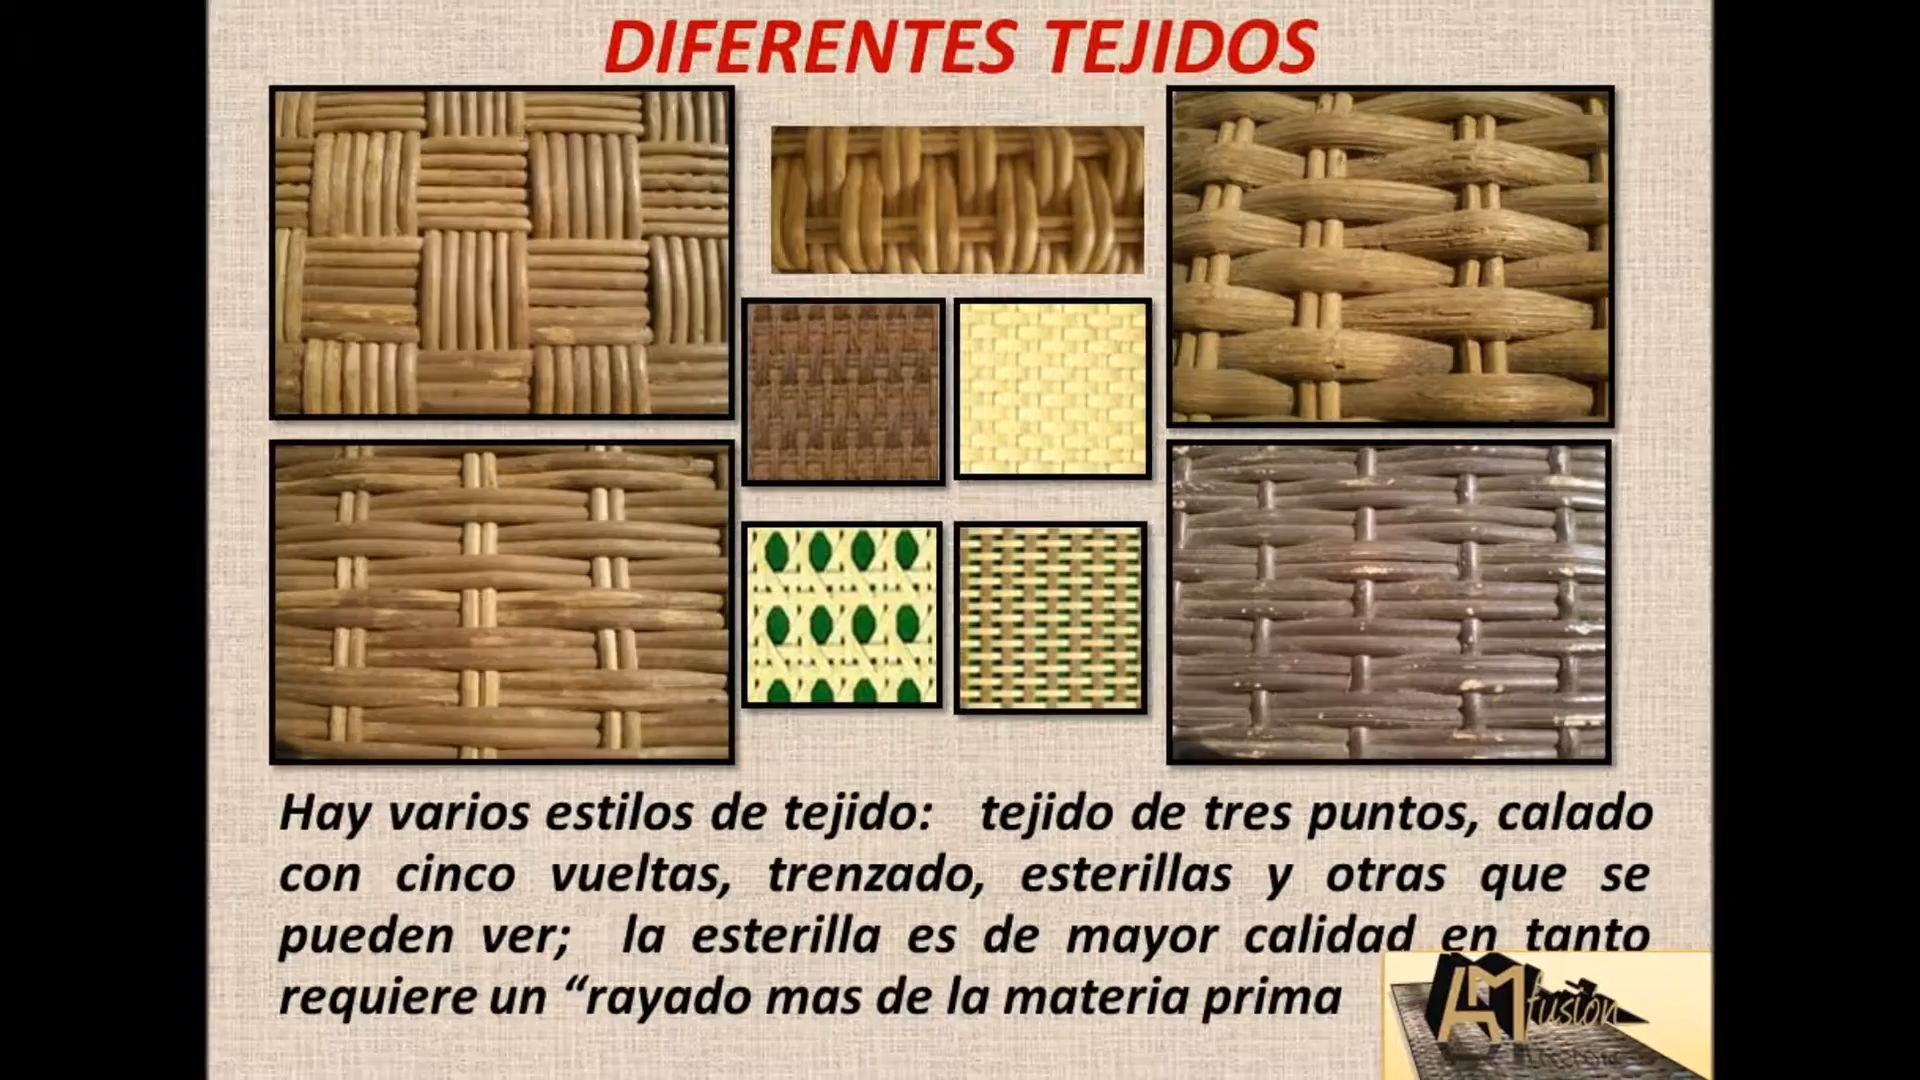 DIFERENTES TEJIDOS
Hay varios estilos de tejido: tejido de tres puntos, calado
con cinco vueltas, trenzado, esterillas y otras que se
pueden ver; la esterilla es de mayor calidad en tanto
requiere un “rayado mas de la materia prima
AM fusión